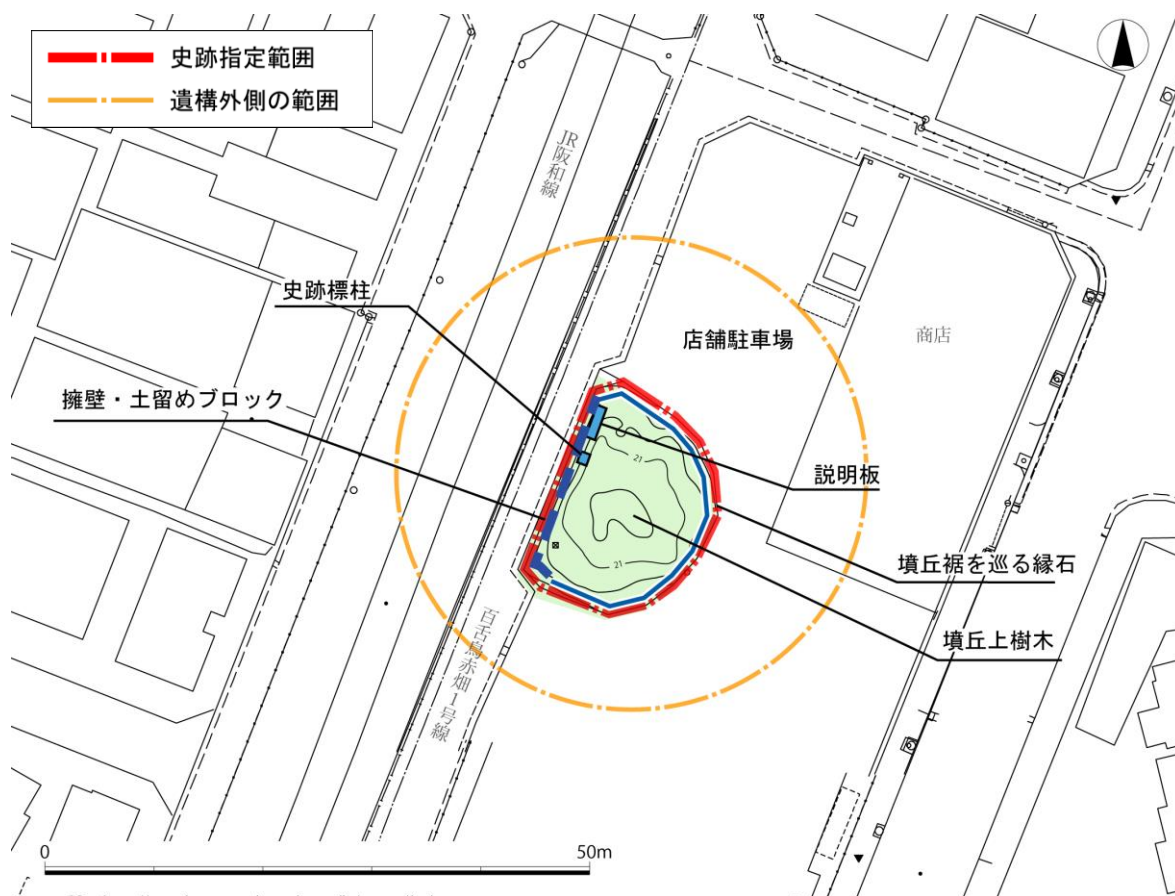 史跡指定範囲
遺構外側の範囲
JR阪和線
史跡標柱
店舗駐車場
商店
擁壁・土留めブロック
21
説明板
墳丘裾を巡る縁石
21
墳丘上樹木
百舌鳥赤畑1号線
0
50m